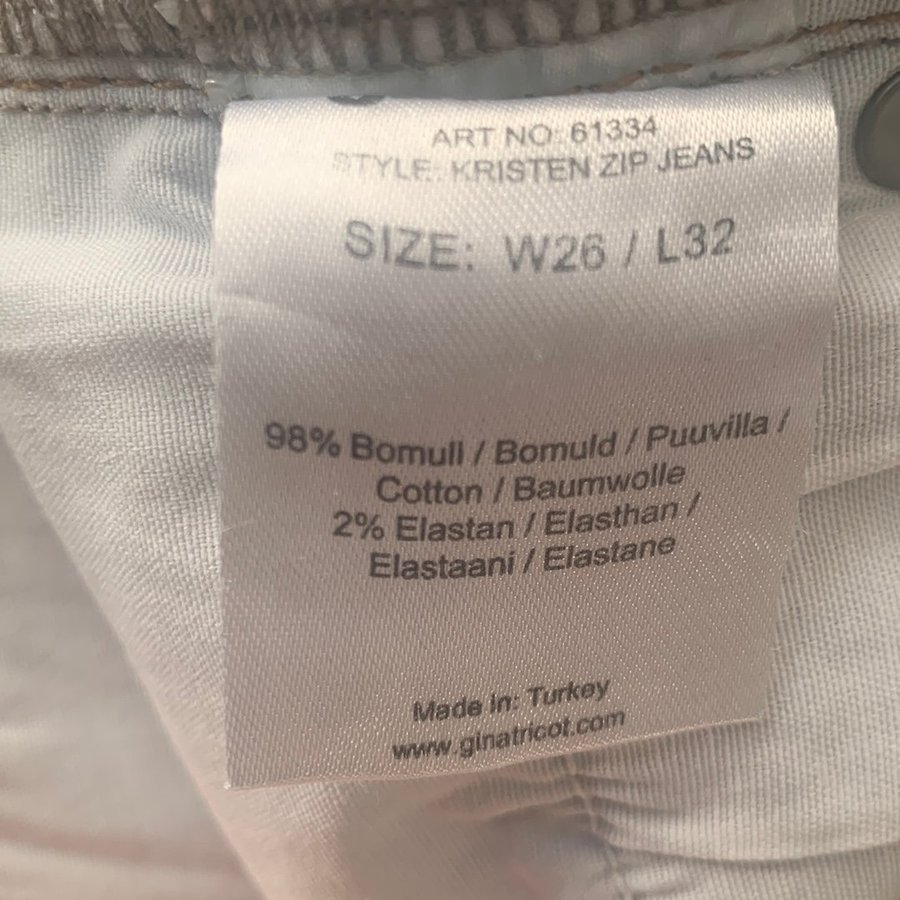 ART NO: 61334
STYLE: KRISTEN ZIP JEANS
SIZE: W26 / L32
98% Bomull / Bomuld / Puuvilla /
Cotton / Baumwolle
2% Elastan / Elasthan /
Elastaani / Elastane
Made in: Turkey
www.ginatricot.com